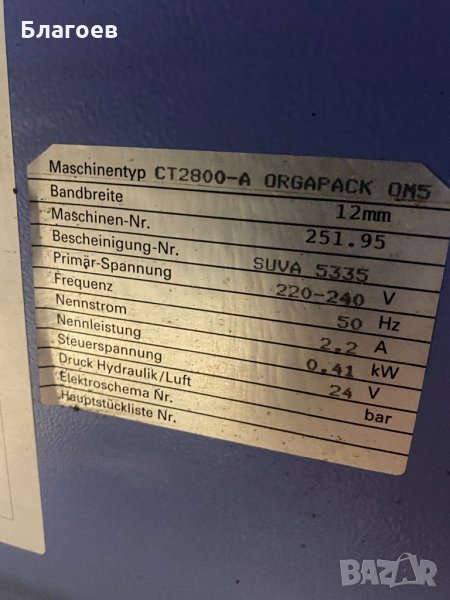 Благоев
Maschinentyp CT2800-A ORGAPACK OM5
Bandbreite 12mm
Maschinen-Nr. 251.95
Bescheinigung-Nr. SUVA 5335
Primär-Spannung 220-240 V
Frequenz 50 Hz
Nennstrom 2,2 A
Nennleistung 0,41 kW
Steuerspannung 24 V
Druck Hydraulik/Luft bar
Elektroschema Nr.
Hauptstückliste Nr.
BAZAR